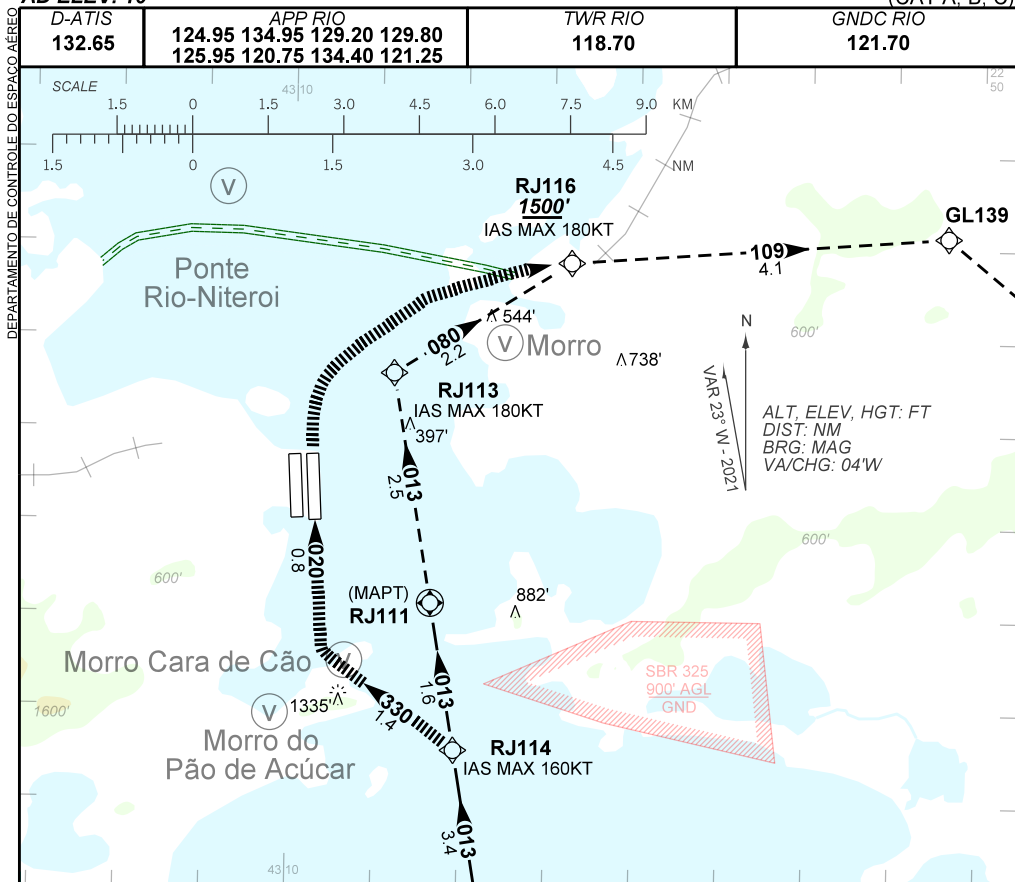 D-ATIS
132.65
APP RIO
124.95 134.95 129.20 129.80
125.95 120.75 134.40 121.25
TWR RIO
118.70
GNDC RIO
121.70
DEPARTAMENTO DE CONTROLE DO ESPAÇO AÉREO
SCALE
43 10
22
50
1.5 0 1.5 3.0 4.5 6.0 7.5 9.0 KM
1.5 0 1.5 3.0 4.5 NM
V
RJ116
1500'
IAS MAX 180KT
GL139
109
4.1
Ponte
Rio-Niteroi
544'
V Morro
080
2.2
738'
600'
N
VAR 23° W - 2021
RJ113
IAS MAX 180KT
397'
ALT, ELEV, HGT: FT
DIST: NM
BRG: MAG
VA/CHG: 04'W
013
2.5
020
0.8
600'
600'
(MAPT)
RJ111
882'
Morro Cara de Cão V
SBR 325
900' AGL
GND
013
1.6
1335'
V
330
1.4
1600'
Morro do
Pão de Acúcar
RJ114
IAS MAX 160KT
013
3.4
43 10